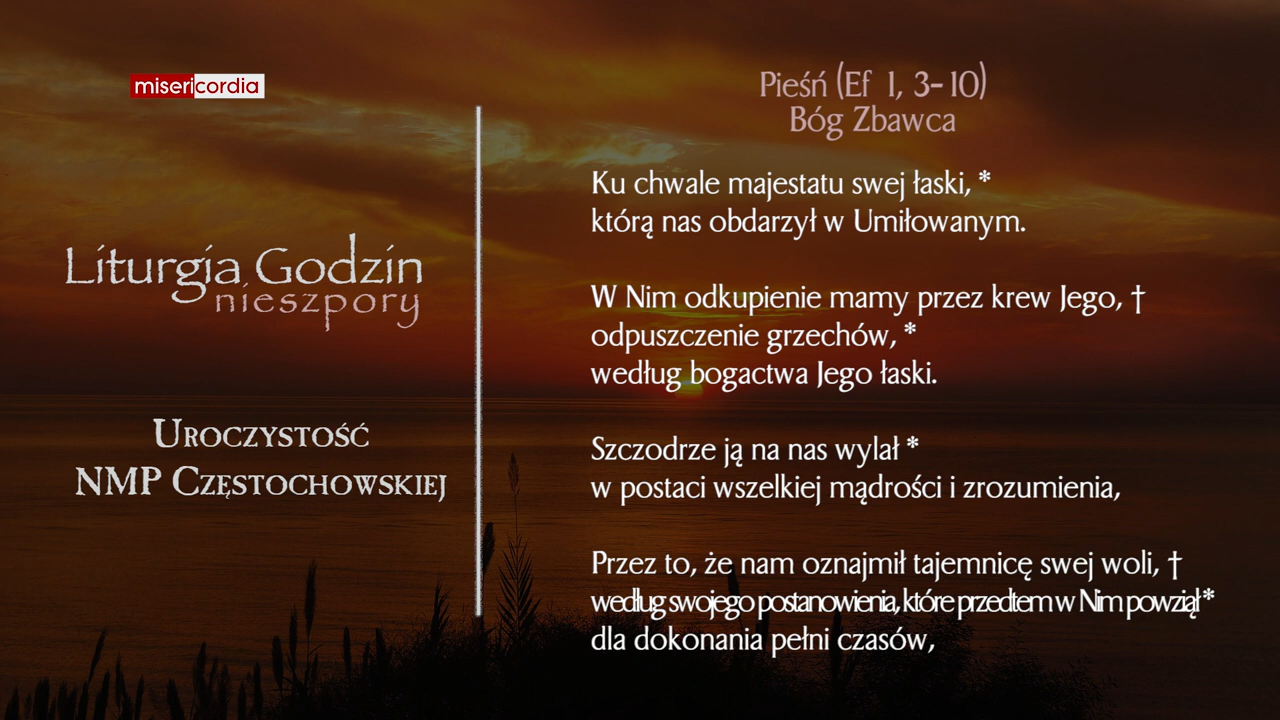 misericordia
Liturgia Godzin
nieszpory
Uroczystość
NMP Częstochowskiej
Pieśń (Ef 1, 3-10)
Bóg Zbawca
Ku chwale majestatu swej łaski, *
którą nas obdarzył w Umiłowanym.
W Nim odkupienie mamy przez krew Jego, †
odpuszczenie grzechów, *
według bogactwa Jego łaski.
Szczodrze ją na nas wylał *
w postaci wszelkiej mądrości i zrozumienia,
Przez to, że nam oznajmił tajemnicę swej woli, †
według swojego postanowienia, które przedtem w Nim powziął *
dla dokonania pełni czasów,